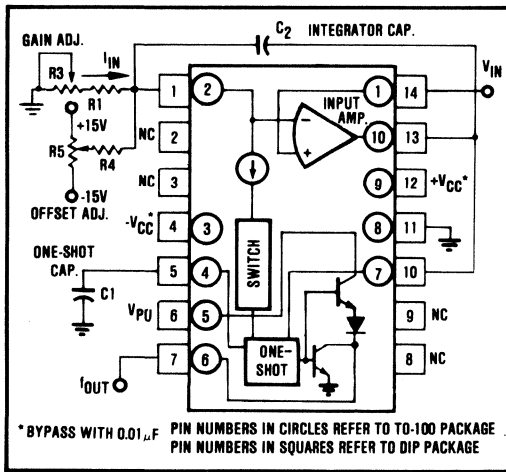 C2 INTEGRATOR CAP.
GAIN ADJ.
IIN
R3 R1
+15V
R5 R4
-15V
OFFSET ADJ.
ONE-SHOT
CAP.
C1
VPU
fOUT
NC
NC
-VCC*
1 2
2
3
4 3
5 4
6 5
7 6
INPUT
AMP.
-
+
SWITCH
ONE-
SHOT
1 14
10 13
9 12
8 11
7 10
9
8
VIN
+VCC*
NC
NC
* BYPASS WITH 0.01µF PIN NUMBERS IN CIRCLES REFER TO TO-100 PACKAGE
PIN NUMBERS IN SQUARES REFER TO DIP PACKAGE